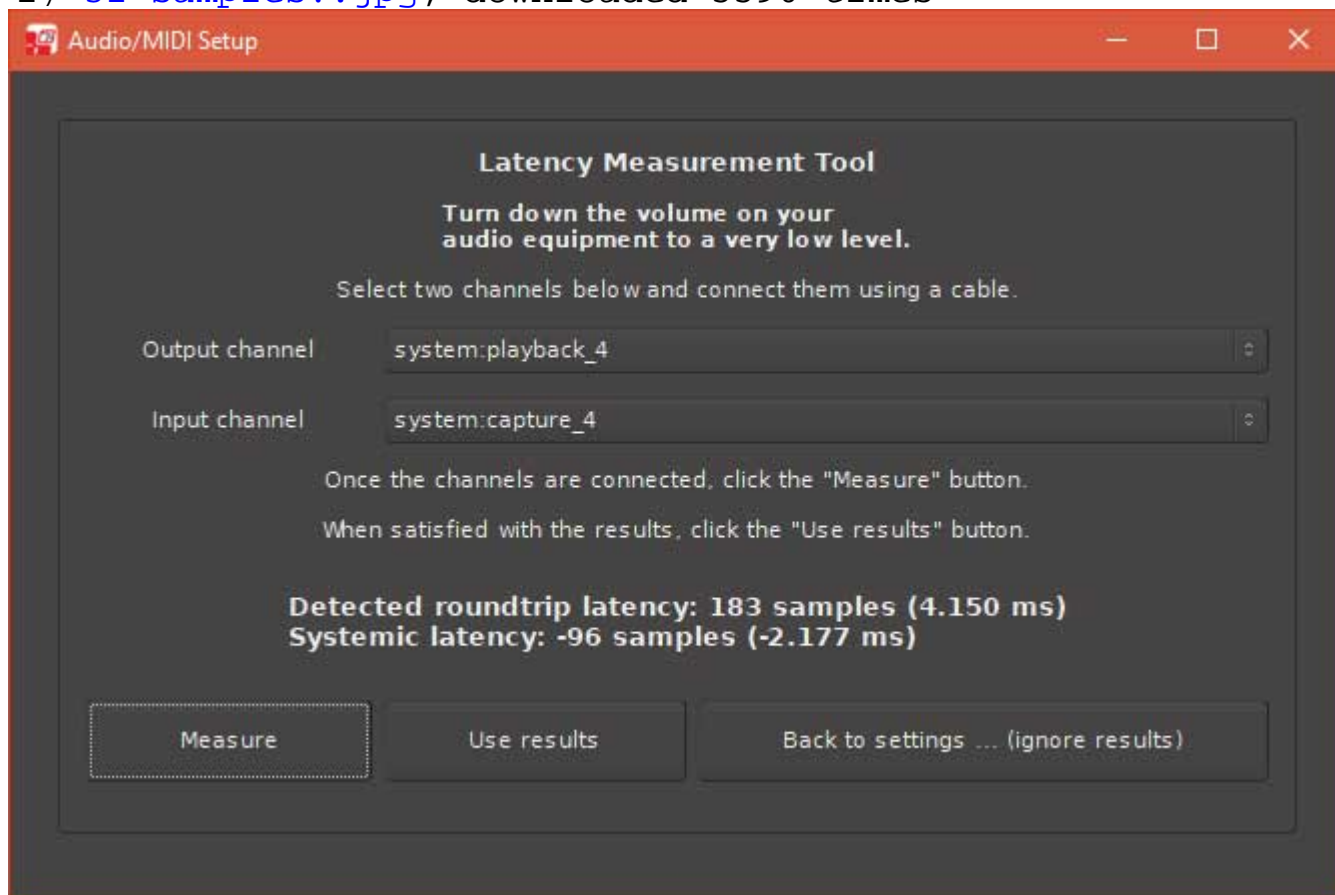 Audio/MIDI Setup
Latency Measurement Tool
Turn down the volume on your
audio equipment to a very low level.
Select two channels below and connect them using a cable.
Output channel system:playback_4
Input channel system:capture_4
Once the channels are connected, click the "Measure" button.
When satisfied with the results, click the "Use results" button.
Detected roundtrip latency: 183 samples (4.150 ms)
Systemic latency: -96 samples (-2.177 ms)
Measure Use results Back to settings ... (ignore results)